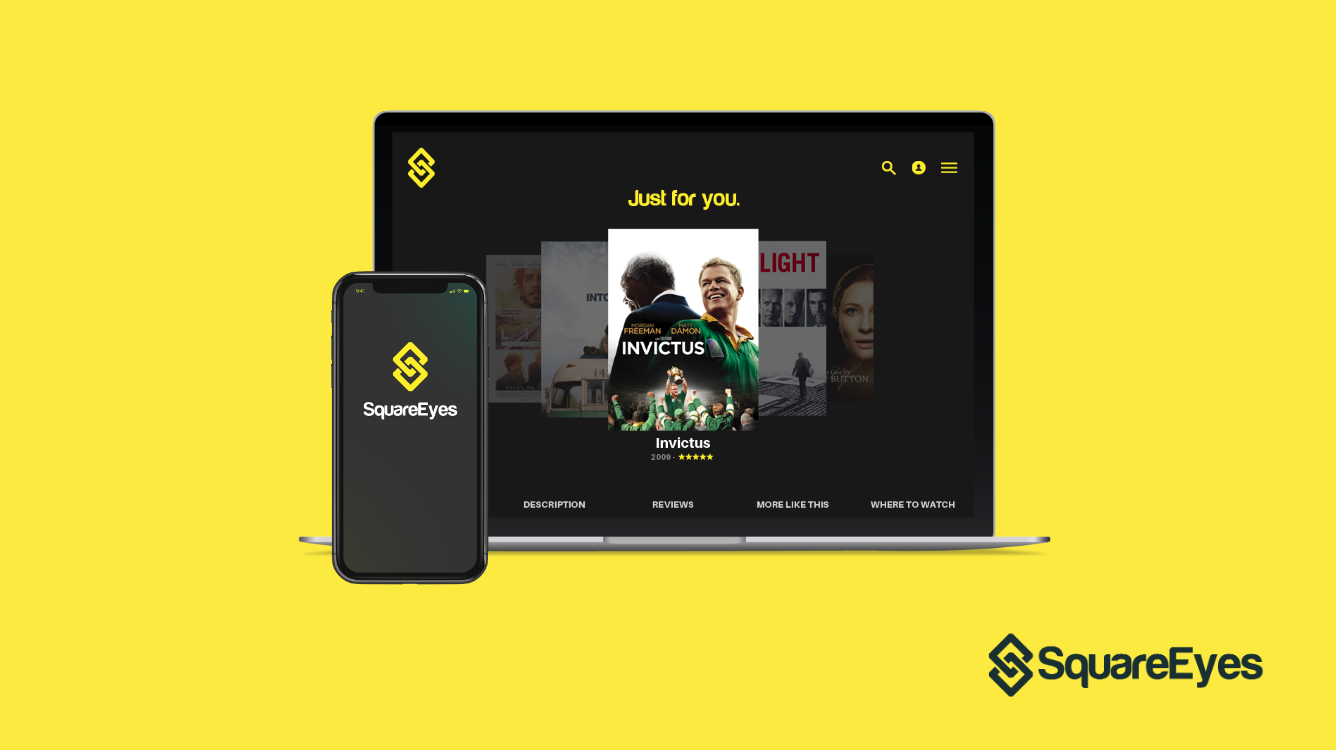 Just for you.
LIGHT
INTO
MORGAN
FREEMAN
MATT
DAMON
INVICTUS
BUTTON
Invictus
2009 · ★★★★★
DESCRIPTION
REVIEWS
MORE LIKE THIS
WHERE TO WATCH
9:41
SquareEyes
SquareEyes